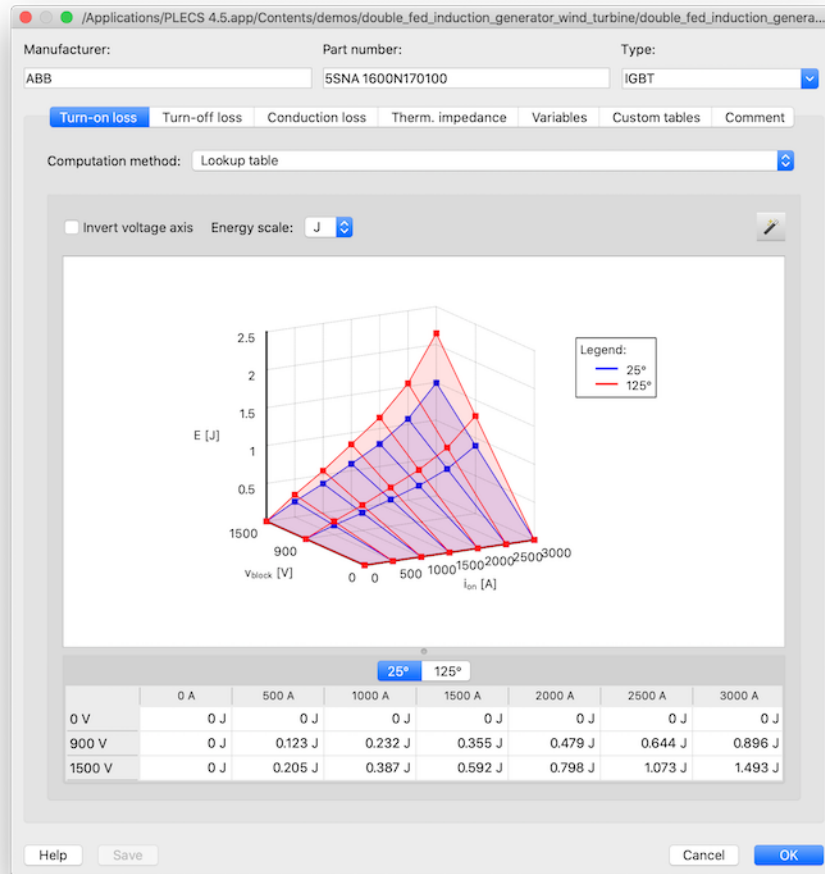 /Applications/PLECS 4.5.app/Contents/demos/double_fed_induction_generator_wind_turbine/double_fed_induction_genera...
Manufacturer: Part number: Type:
ABB 5SNA 1600N170100 IGBT
Turn-on loss Turn-off loss Conduction loss Therm. impedance Variables Custom tables Comment
Computation method: Lookup table
Invert voltage axis Energy scale: J
2.5
2
1.5
E [J]
1
0.5
1500
900
0
v_block [V]
0
500
1000
1500
2000
2500
3000
i_on [A]
Legend:
25°
125°
25° 125°
0 A 500 A 1000 A 1500 A 2000 A 2500 A 3000 A
0 V 0 J 0 J 0 J 0 J 0 J 0 J 0 J
900 V 0 J 0.123 J 0.232 J 0.355 J 0.479 J 0.644 J 0.896 J
1500 V 0 J 0.205 J 0.387 J 0.592 J 0.798 J 1.073 J 1.493 J
Help Save Cancel OK